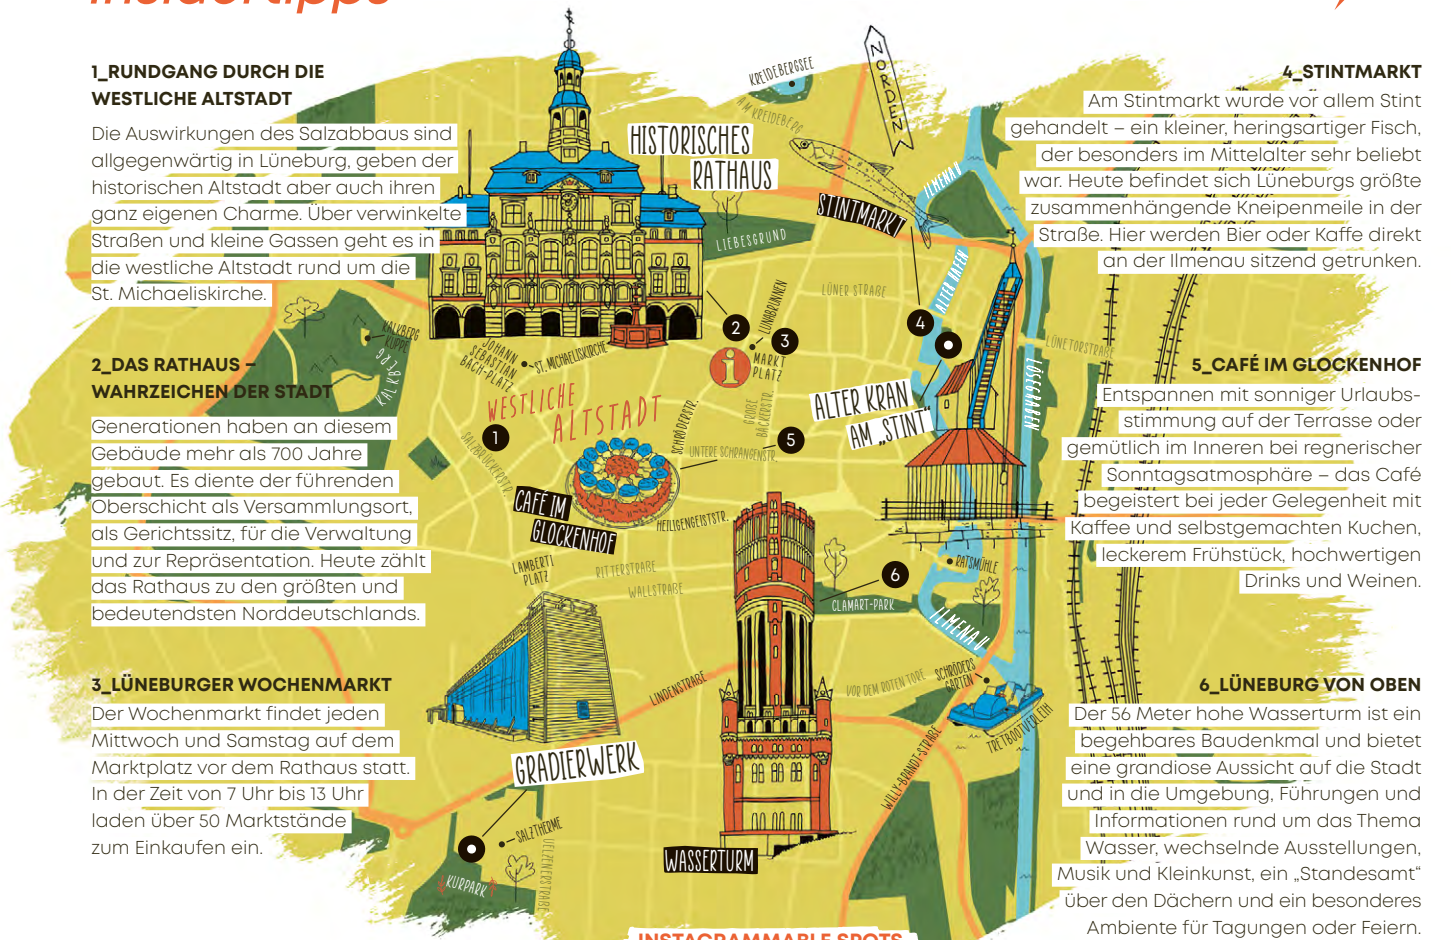 Insidertipps
1_RUNDGANG DURCH DIE
WESTLICHE ALTSTADT
Die Auswirkungen des Salzabbaus sind
allgegenwärtig in Lüneburg, geben der
historischen Altstadt aber auch ihren
ganz eigenen Charme. Über verwinkelte
Straßen und kleine Gassen geht es in
die westliche Altstadt rund um die
St. Michaeliskirche.
2_DAS RATHAUS –
WAHRZEICHEN DER STADT
Generationen haben an diesem
Gebäude mehr als 700 Jahre
gebaut. Es diente der führenden
Oberschicht als Versammlungsort,
als Gerichtssitz, für die Verwaltung
und zur Repräsentation. Heute zählt
das Rathaus zu den größten und
bedeutendsten Norddeutschlands.
3_LÜNEBURGER WOCHENMARKT
Der Wochenmarkt findet jeden
Mittwoch und Samstag auf dem
Marktplatz vor dem Rathaus statt.
In der Zeit von 7 Uhr bis 13 Uhr
laden über 50 Marktstände
zum Einkaufen ein.
KREIDEBERGSEE
AM KREIDEBERG
NORDEN
HISTORISCHES
RATHAUS
STINTMARKT
ILMENAU
LIEBESGRUND
ALTER HAFEN
LÜNER STRAßE
LÜNERTORSTRAßE
LÖSEGRABEN
KALKBERG
KUPPE
KALKBERG
JOHANN
SEBASTIAN
BACH-PLATZ
ST. MICHAELISKIRCHE
2
LUNABRUNNEN
3
i
MARKT
PLATZ
4
WESTLICHE
ALTSTADT
1
SALZBRÜCKERSTR.
SCHRÖDERSTR.
GROßE
BÄCKERSTR.
5
UNTERE SCHRANGENSTR.
ALTER KRAN
AM „STINT“
CAFÉ IM
GLOCKENHOF
HEILIGENGEISTSTR.
LAMBERTI
PLATZ
RITTERSTRAßE
WALLSTRAßE
RATSMÜHLE
6
CLAMART-PARK
ILMENAU
LINDENSTRAßE
VOR DEM ROTEN TORE
SCHRÖDERS
GARTEN
TRETBOOTVERLEIH
WILLY-BRANDT-STRAßE
GRADIERWERK
SALZTHERME
KURPARK
UELZENERSTRAßE
WASSERTURM
INSTAGRAMMABLE SPOTS
4_STINTMARKT
Am Stintmarkt wurde vor allem Stint
gehandelt – ein kleiner, heringsartiger Fisch,
der besonders im Mittelalter sehr beliebt
war. Heute befindet sich Lüneburgs größte
zusammenhängende Kneipenmeile in der
Straße. Hier werden Bier oder Kaffe direkt
an der Ilmenau sitzend getrunken.
5_CAFÉ IM GLOCKENHOF
Entspannen mit sonniger Urlaubs-
stimmung auf der Terrasse oder
gemütlich im Inneren bei regnerischer
Sonntagsatmosphäre – das Café
begeistert bei jeder Gelegenheit mit
Kaffee und selbstgemachten Kuchen,
leckerem Frühstück, hochwertigen
Drinks und Weinen.
6_LÜNEBURG VON OBEN
Der 56 Meter hohe Wasserturm ist ein
begehbares Baudenkmal und bietet
eine grandiose Aussicht auf die Stadt
und in die Umgebung, Führungen und
Informationen rund um das Thema
Wasser, wechselnde Ausstellungen,
Musik und Kleinkunst, ein „Standesamt“
über den Dächern und ein besonderes
Ambiente für Tagungen oder Feiern.